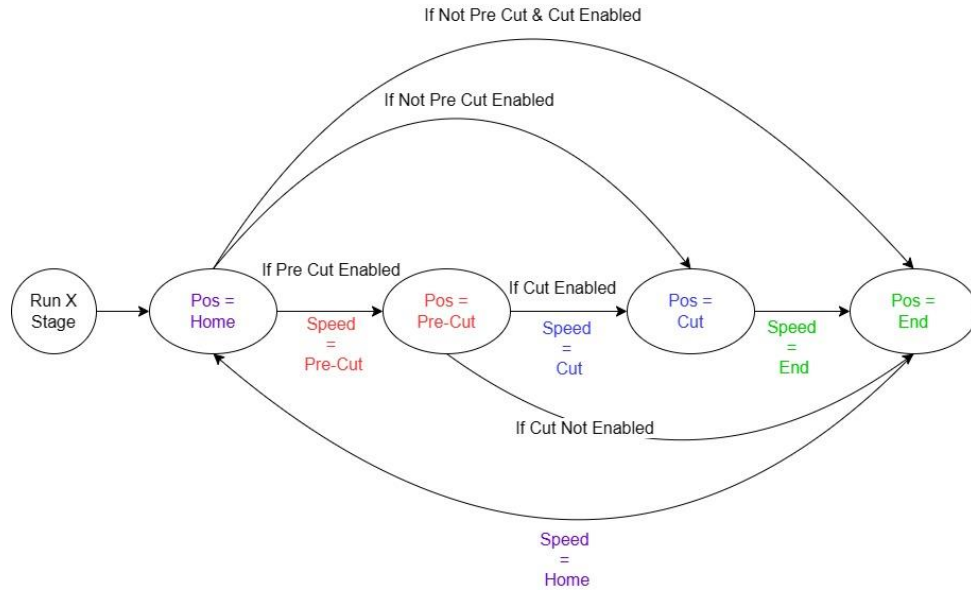 If Not Pre Cut & Cut Enabled
If Not Pre Cut Enabled
If Pre Cut Enabled
If Cut Enabled
Run X
Stage
Pos =
Home
Speed
=
Pre-Cut
Pos =
Pre-Cut
Speed
=
Cut
Pos =
Cut
Speed
=
End
Pos =
End
If Cut Not Enabled
Speed
=
Home